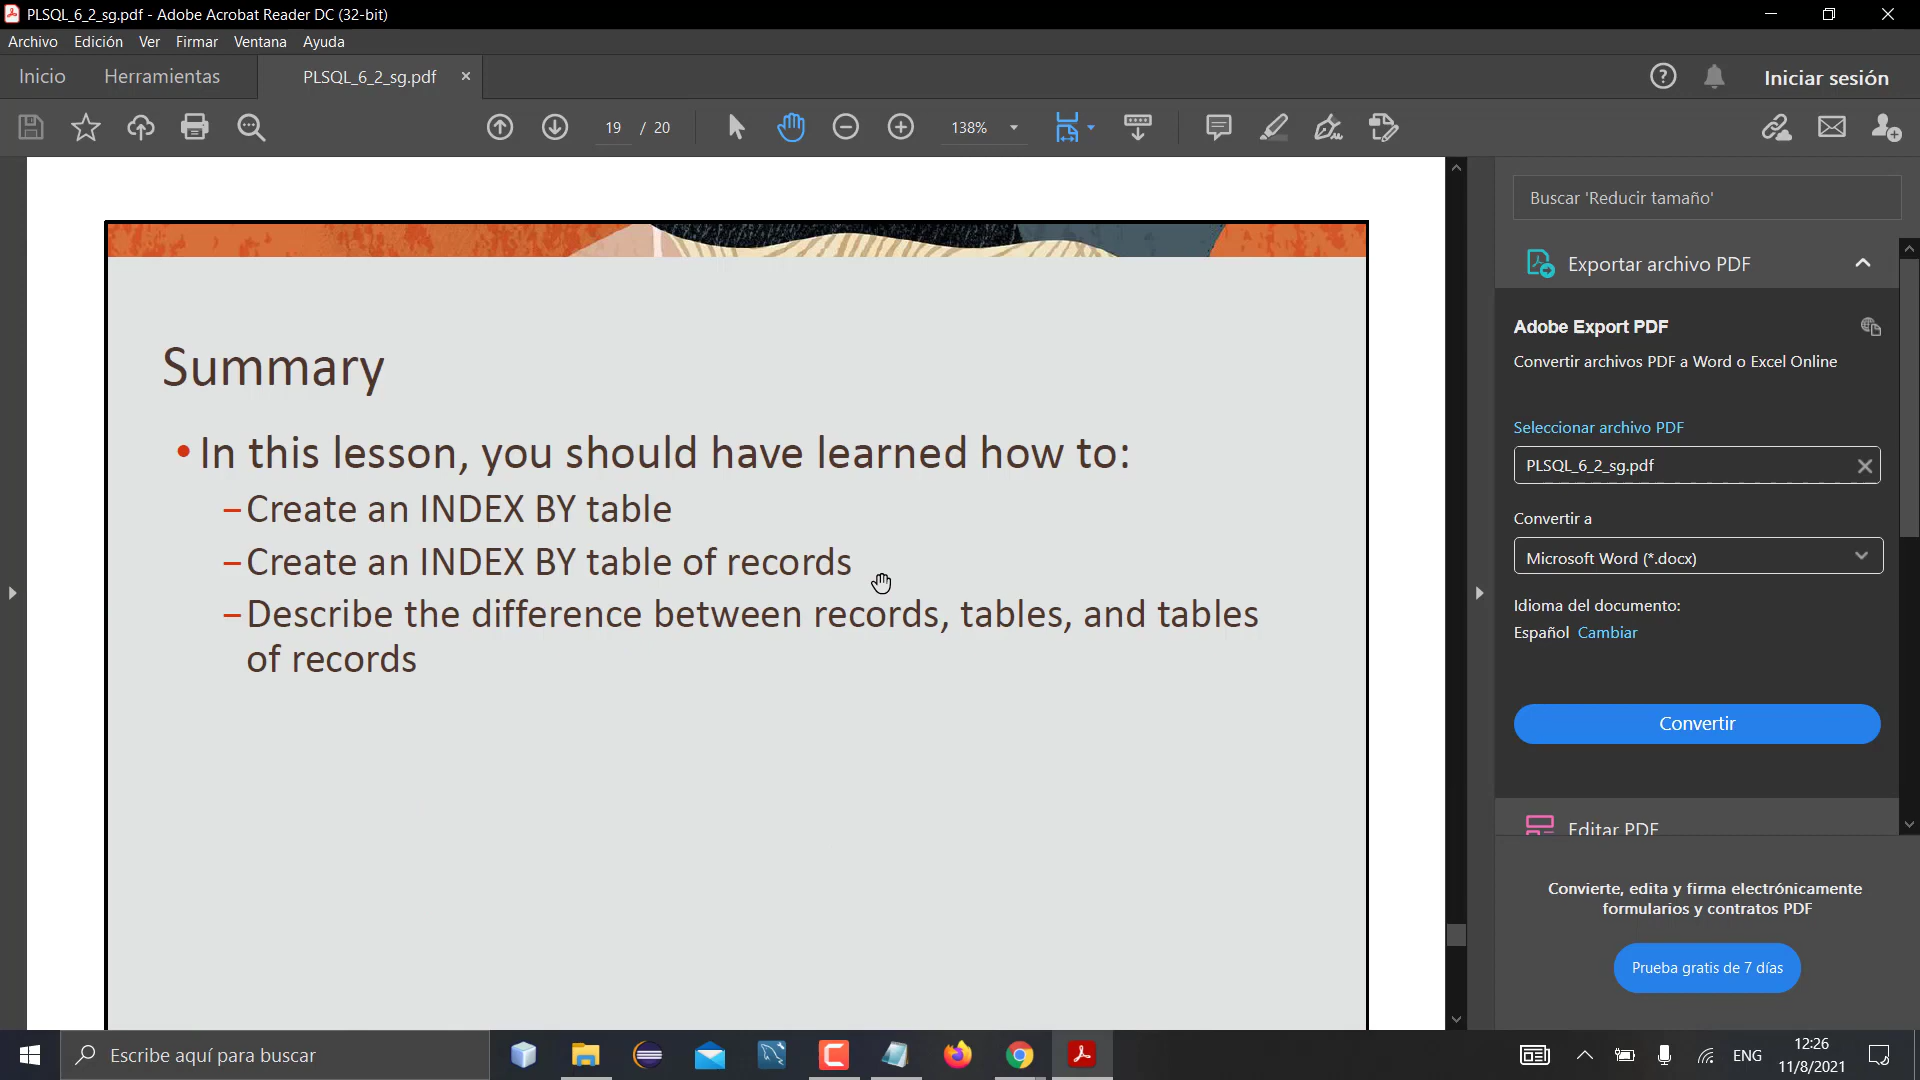 PLSQL_6_2_sg.pdf - Adobe Acrobat Reader DC (32-bit)
Archivo Edición Ver Firmar Ventana Ayuda
Inicio Herramientas PLSQL_6_2_sg.pdf Iniciar sesión
19 / 20 138%
Buscar 'Reducir tamaño'
Exportar archivo PDF
Adobe Export PDF
Convertir archivos PDF a Word o Excel Online
Seleccionar archivo PDF
PLSQL_6_2_sg.pdf
Convertir a
Microsoft Word (*.docx)
Idioma del documento:
Español Cambiar
Convertir
Editar PDF
Convierte, edita y firma electrónicamente
formularios y contratos PDF
Prueba gratis de 7 días
Summary
• In this lesson, you should have learned how to:
–Create an INDEX BY table
–Create an INDEX BY table of records
–Describe the difference between records, tables, and tables
of records
Escribe aquí para buscar
ENG
12:26
11/8/2021